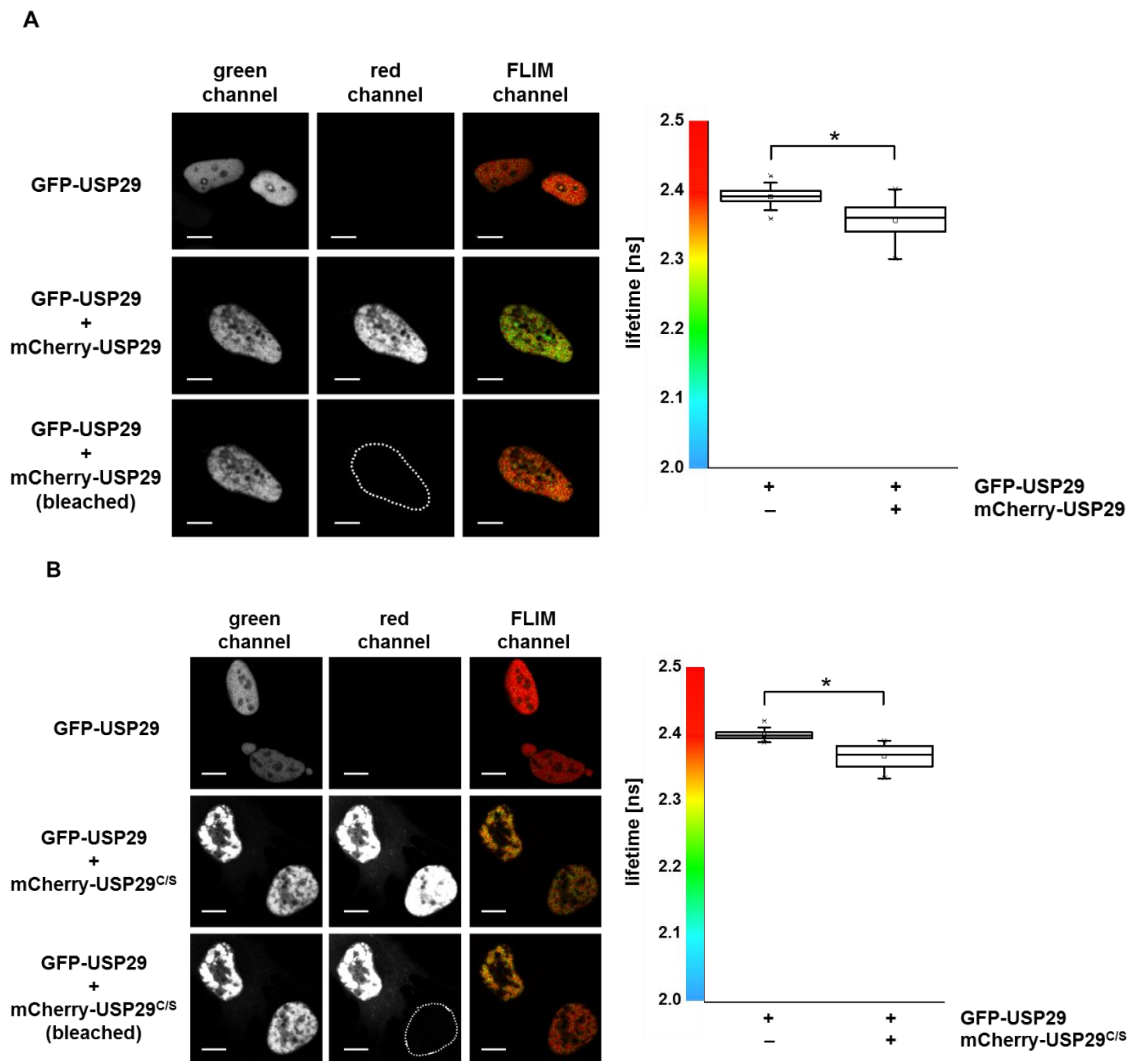 A
green
channel
red
channel
FLIM
channel
GFP-USP29
GFP-USP29
+
mCherry-USP29
GFP-USP29
+
mCherry-USP29
(bleached)
lifetime [ns]
2.5
2.4
2.3
2.2
2.1
2.0
*
+ + GFP-USP29
– + mCherry-USP29
B
green
channel
red
channel
FLIM
channel
GFP-USP29
GFP-USP29
+
mCherry-USP29C/S
GFP-USP29
+
mCherry-USP29C/S
(bleached)
lifetime [ns]
2.5
2.4
2.3
2.2
2.1
2.0
*
+ + GFP-USP29
– + mCherry-USP29C/S